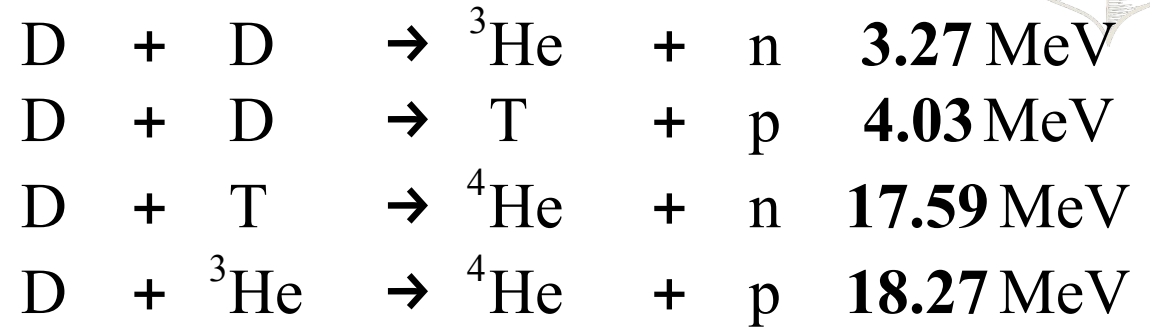 D + D → ³He + n 3.27 MeV
D + D → T + p 4.03 MeV
D + T → ⁴He + n 17.59 MeV
D + ³He → ⁴He + p 18.27 MeV